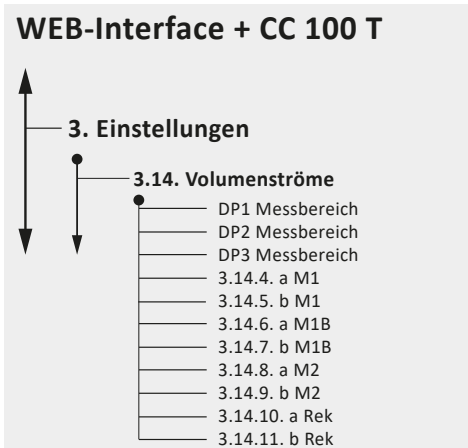 WEB-Interface + CC 100 T
3. Einstellungen
3.14. Volumenströme
DP1 Messbereich
DP2 Messbereich
DP3 Messbereich
3.14.4. a M1
3.14.5. b M1
3.14.6. a M1B
3.14.7. b M1B
3.14.8. a M2
3.14.9. b M2
3.14.10. a Rek
3.14.11. b Rek